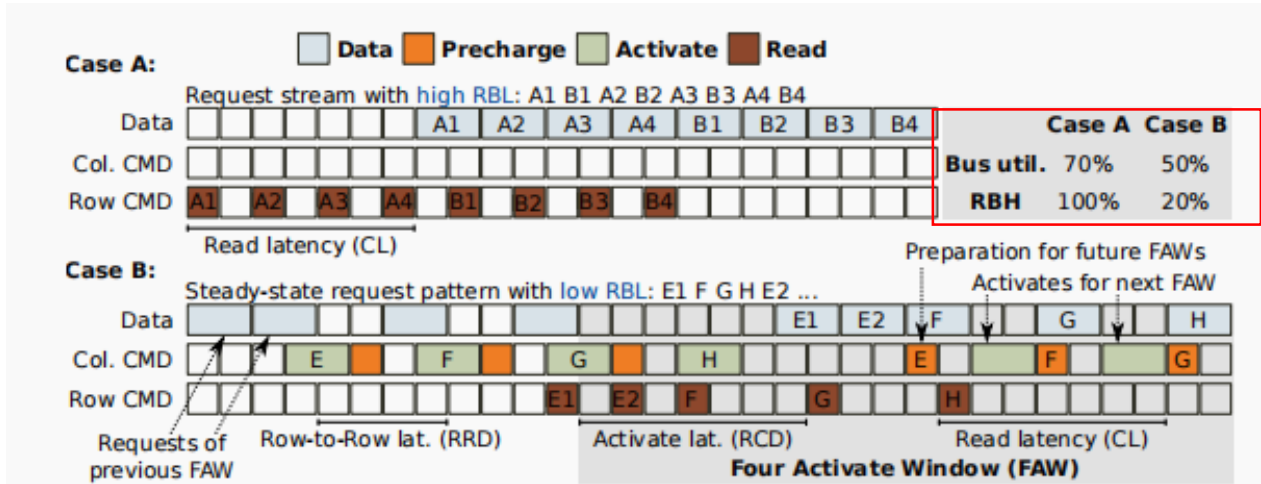 Data Precharge Activate Read
Case A:
Request stream with high RBL: A1 B1 A2 B2 A3 B3 A4 B4
Data A1 A2 A3 A4 B1 B2 B3 B4
Col. CMD
Row CMD A1 A2 A3 A4 B1 B2 B3 B4
Read latency (CL)
Case A Case B
Bus util. 70% 50%
RBH 100% 20%
Case B:
Steady-state request pattern with low RBL: E1 F G H E2 ...
Preparation for future FAWs
Activates for next FAW
Data E1 E2 F G H
Col. CMD E F G H E F G
Row CMD E1 E2 F G H
Requests of
previous FAW
Row-to-Row lat. (RRD)
Activate lat. (RCD)
Read latency (CL)
Four Activate Window (FAW)